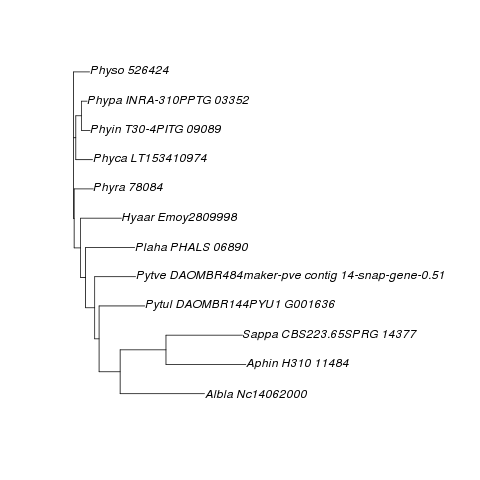 Physo 526424
Phypa INRA-310PPTG 03352
Phyin T30-4PITG 09089
Phyca LT153410974
Phyra 78084
Hyaar Emoy2809998
Plaha PHALS 06890
Pytve DAOMBR484maker-pve contig 14-snap-gene-0.51
Pytul DAOMBR144PYU1 G001636
Sappa CBS223.65SPRG 14377
Aphin H310 11484
Albla Nc14062000